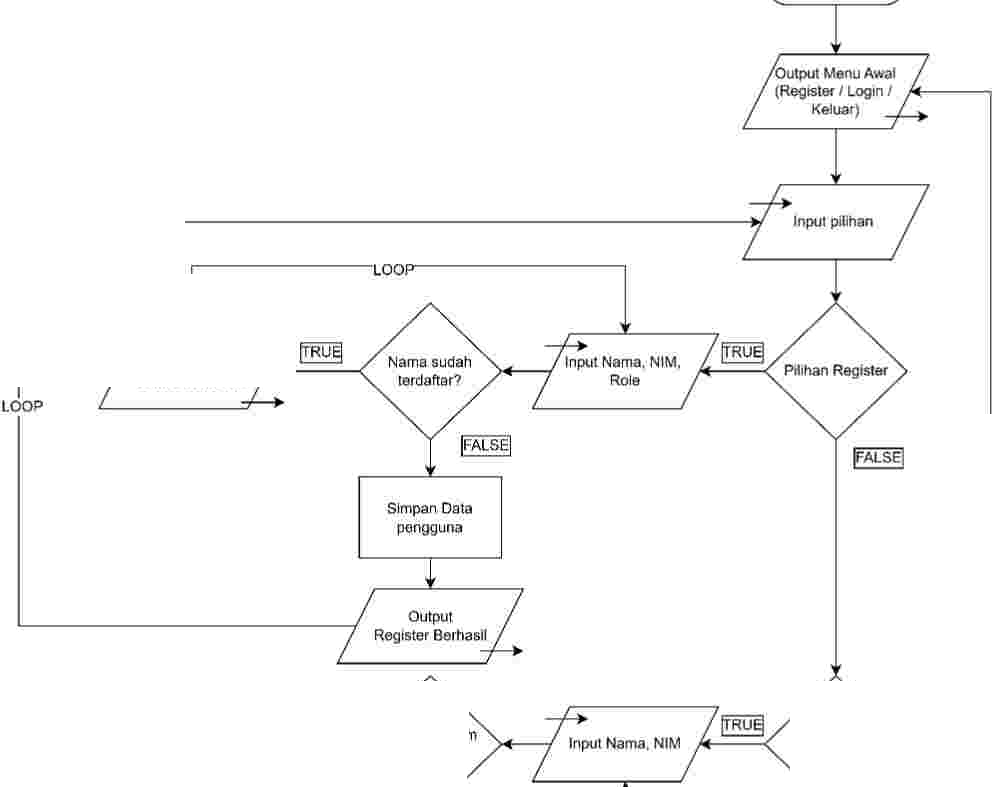 Output Menu Awal
(Register / Login /
Keluar)
Input pilihan
LOOP
TRUE
Nama sudah
terdaftar?
Input Nama, NIM,
Role
TRUE
Pilihan Register
LOOP
FALSE
FALSE
Simpan Data
pengguna
Output
Register Berhasil
Input Nama, NIM
TRUE